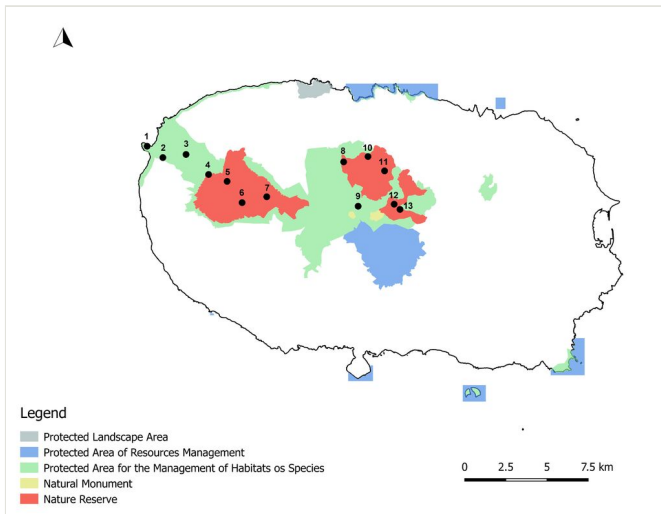 1
2
3
4
5
6
7
8
9
10
11
12
13
Legend
Protected Landscape Area
Protected Area of Resources Management
Protected Area for the Management of Habitats os Species
Natural Monument
Nature Reserve
0 2.5 5 7.5 km